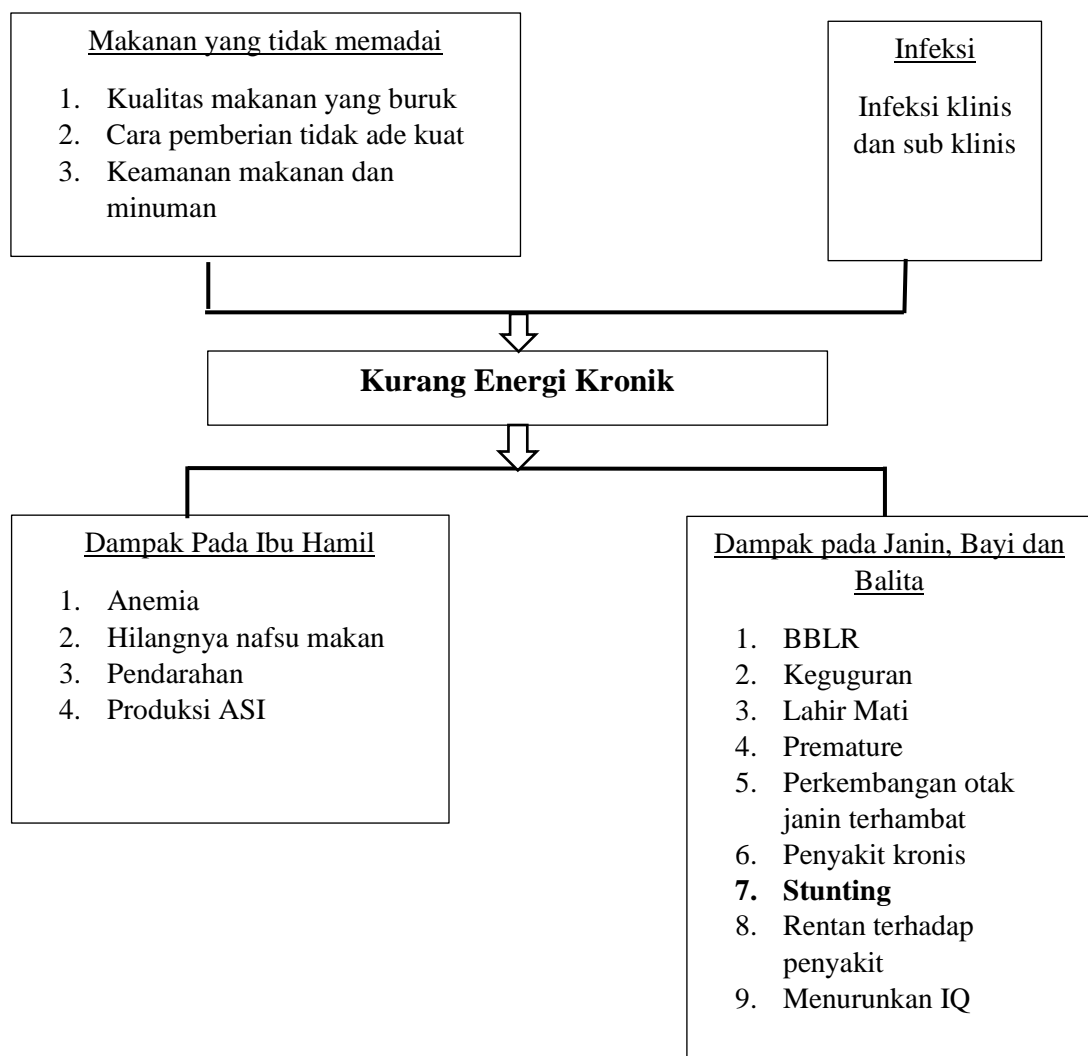 Makanan yang tidak memadai
1. Kualitas makanan yang buruk
2. Cara pemberian tidak ade kuat
3. Keamanan makanan dan
minuman
Infeksi
Infeksi klinis
dan sub klinis
Kurang Energi Kronik
Dampak Pada Ibu Hamil
1. Anemia
2. Hilangnya nafsu makan
3. Pendarahan
4. Produksi ASI
Dampak pada Janin, Bayi dan
Balita
1. BBLR
2. Keguguran
3. Lahir Mati
4. Premature
5. Perkembangan otak
janin terhambat
6. Penyakit kronis
7. Stunting
8. Rentan terhadap
penyakit
9. Menurunkan IQ